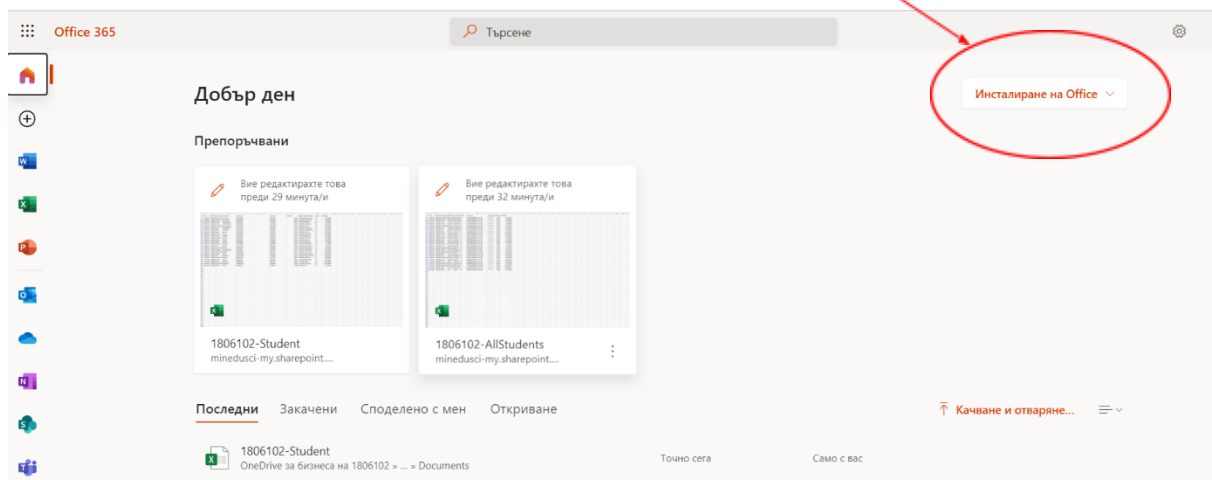 Office 365
Търсене
Добър ден
Инсталиране на Office
Препоръчвани
Вие редактирахте това
преди 29 минута/и
Вие редактирахте това
преди 32 минута/и
1806102-Student
minedusci-my.sharepoint....
1806102-AllStudents
minedusci-my.sharepoint....
Последни Закачени Споделено с мен Откриване
Качване и отваряне...
1806102-Student
OneDrive за бизнеса на 1806102 » ... » Documents
Точно сега
Само с вас